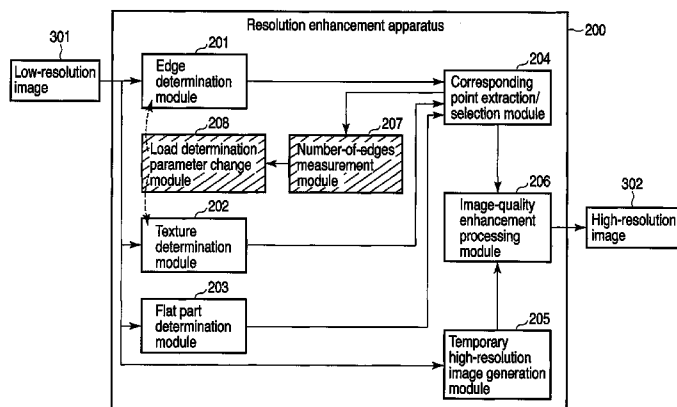 Resolution enhancement apparatus
200
301
Low-resolution
image
201
Edge
determination
module
204
Corresponding
point extraction/
selection module
208
Load determination
parameter change
module
207
Number-of-edges
measurement
module
206
Image-quality
enhancement
processing
module
302
High-resolution
image
202
Texture
determination
module
203
Flat part
determination
module
205
Temporary
high-resolution
image generation
module